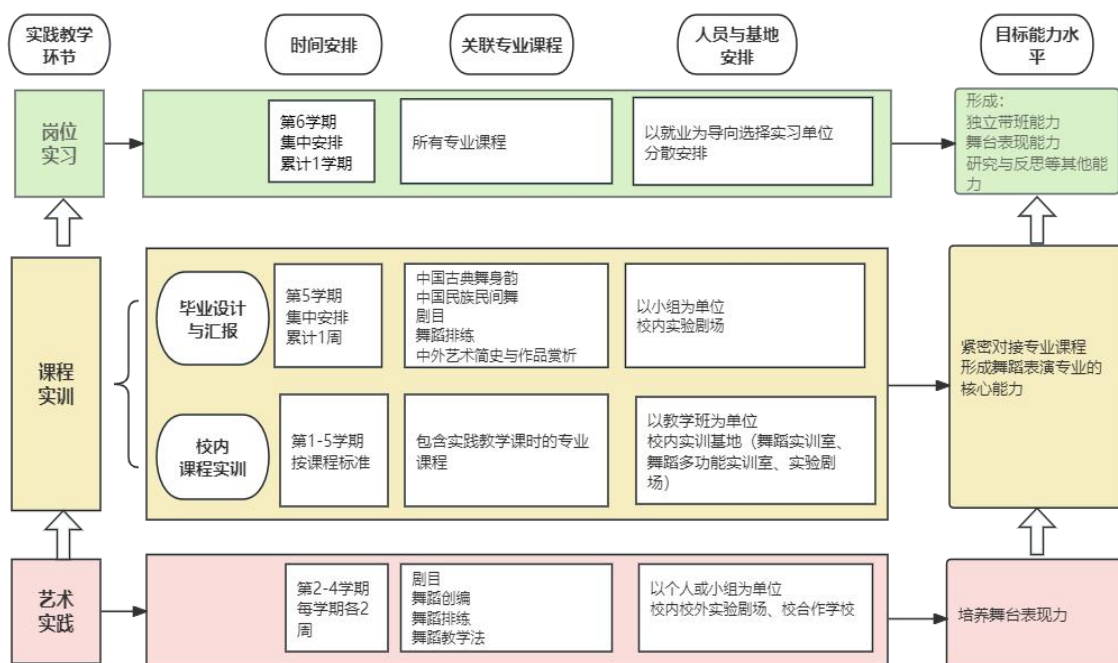 实践教学
环节
时间安排
关联专业课程
人员与基地
安排
目标能力水
平
岗位
实习
第6学期
集中安排
累计1学期
所有专业课程
以就业为导向选择实习单位
分散安排
形成：
独立带班能力
舞台表现能力
研究与反思等其他能
力
课程
实训
毕业设计
与汇报
第5学期
集中安排
累计1周
中国古典舞身韵
中国民族民间舞
剧目
舞蹈排练
中外艺术简史与作品赏析
以小组为单位
校内实验剧场
校内
课程实训
第1-5学期
按课程标准
包含实践教学课时的专业
课程
以教学班为单位
校内实训基地（舞蹈实训室、
舞蹈多功能实训室、实验剧
场）
紧密对接专业课程
形成舞蹈表演专业的
核心能力
艺术
实践
第2-4学期
每学期各2
周
剧目
舞蹈创编
舞蹈排练
舞蹈教学法
以个人或小组为单位
校内校外实验剧场、校合作学校
培养舞台表现力